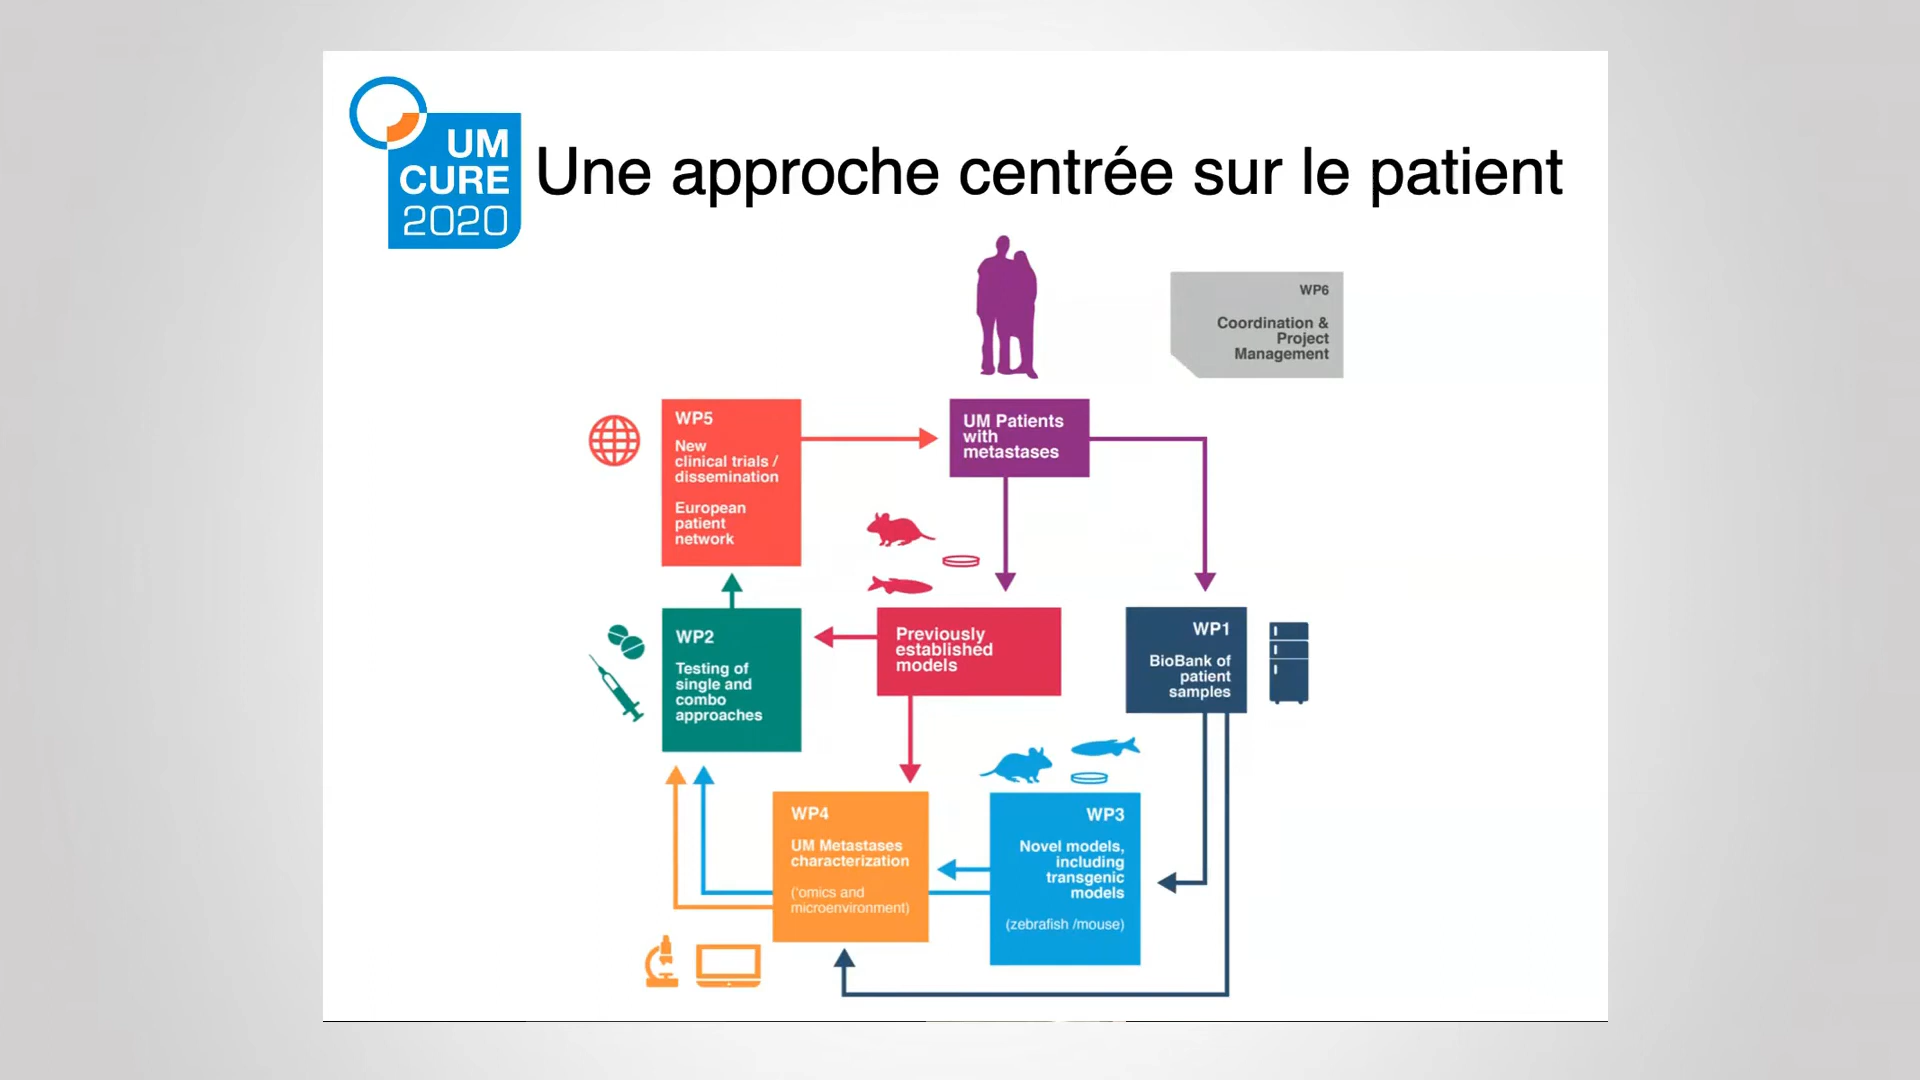 UM
CURE
2020
Une approche centrée sur le patient
WP6
Coordination &
Project
Management
WP5
New
clinical trials /
dissemination
European
patient
network
UM Patients
with
metastases
WP2
Testing of
single and
combo
approaches
Previously
established
models
WP1
BioBank of
patient
samples
WP4
UM Metastases
characterization
('omics and
microenvironment)
WP3
Novel models,
including
transgenic
models
(zebrafish /mouse)